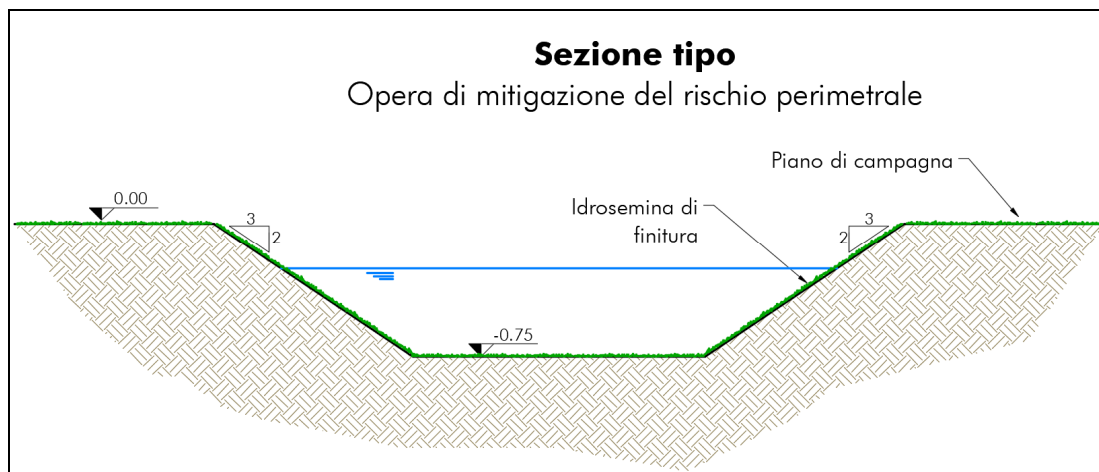 Sezione tipo
Opera di mitigazione del rischio perimetrale
Piano di campagna
0.00
3
2
Idrosemina di
finitura
3
2
-0.75